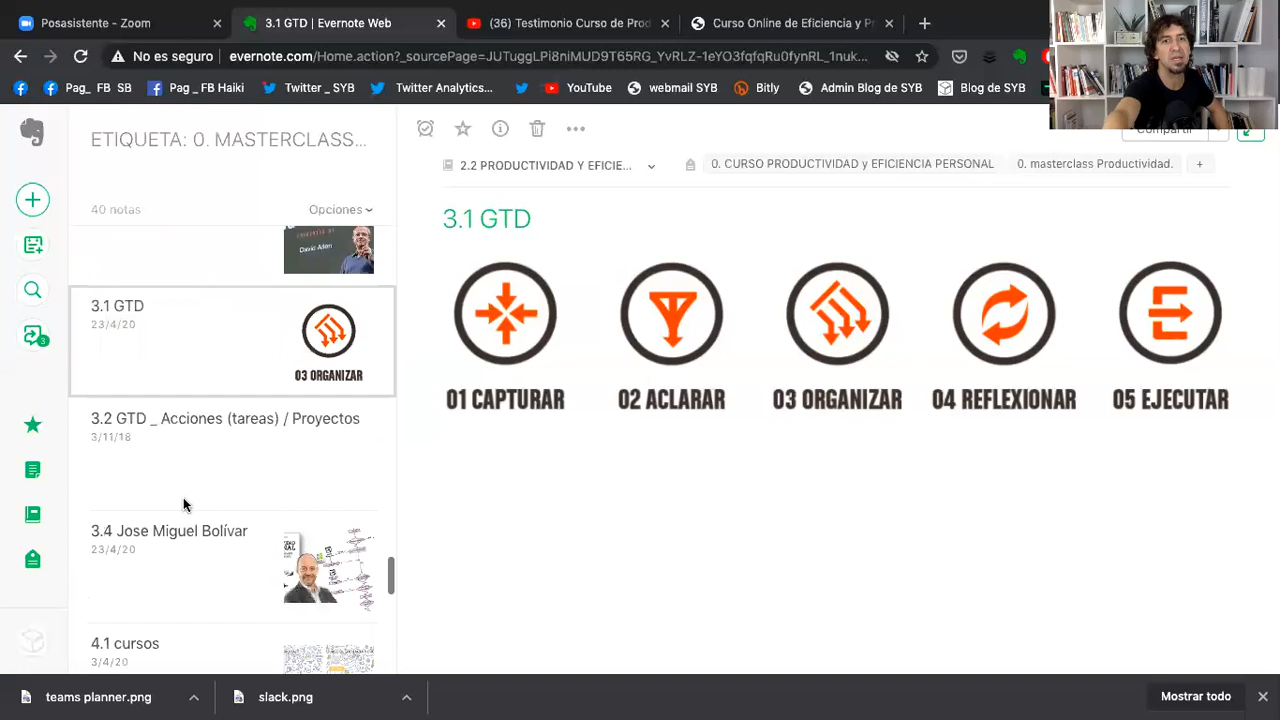 Posasistente - Zoom
3.1 GTD | Evernote Web
(36) Testimonio Curso de Prod
Curso Online de Eficiencia y P
No es seguro
evernote.com/Home.action?_sourcePage=JUTuggLPi8niMUD9T65RG_YvRLZ-1eYO3fqfqRu0fynRL_1nuk...
Pag_ FB SB
Pag _ FB Haiki
Twitter _ SYB
Twitter Analytics...
YouTube
webmail SYB
Bitly
Admin Blog de SYB
Blog de SYB
ETIQUETA: 0. MASTERCLASS...
40 notas
Opciones
David Allen
3.1 GTD
23/4/20
03 ORGANIZAR
3.2 GTD _ Acciones (tareas) / Proyectos
3/11/18
3.4 Jose Miguel Bolívar
23/4/20
4.1 cursos
3/4/20
3
Compartir
2.2 PRODUCTIVIDAD Y EFICIE...
0. CURSO PRODUCTIVIDAD y EFICIENCIA PERSONAL
0. masterclass Productividad.
+
3.1 GTD
01 CAPTURAR
02 ACLARAR
03 ORGANIZAR
04 REFLEXIONAR
05 EJECUTAR
teams planner.png
slack.png
Mostrar todo